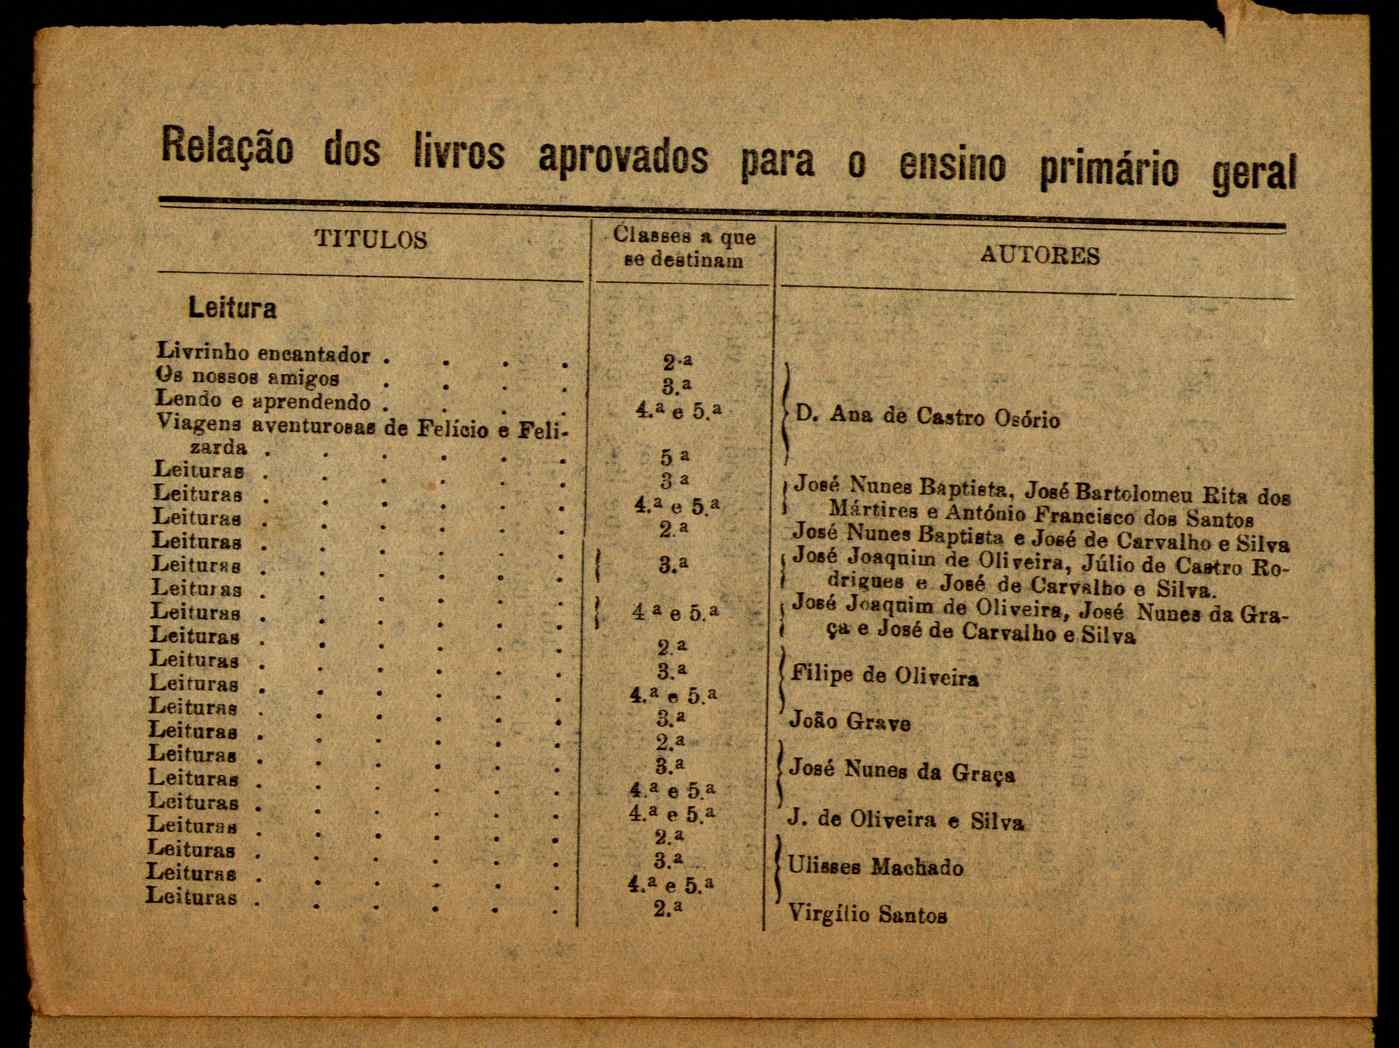 Relação dos livros aprovados para o ensino primário geral
TITULOS
Classes a que
se destinam
AUTORES
Leitura
Livrinho encantador . . . . 2.ª
Os nossos amigos . . . . 3.ª
Lendo e aprendendo . . . . 4.ª e 5.ª D. Ana de Castro Osório
Viagens aventurosas de Felício e Feli-
zarda . . . . . . 5 ª
Leituras . . . . . . 3 ª José Nunes Baptista, José Bartolomeu Rita dos
Leituras . . . . . . 4.ª e 5.ª Mártires e António Francisco dos Santos
Leituras . . . . . . 2.ª José Nunes Baptista e José de Carvalho e Silva
Leituras . . . . . . José Joaquim de Oliveira, Júlio de Castro Ro-
Leituras . . . . . . 3.ª drigues e José de Carvalho e Silva.
Leituras . . . . . . José Joaquim de Oliveira, José Nunes da Gra-
Leituras . . . . . . 4 ª e 5.ª ça e José de Carvalho e Silva
Leituras . . . . . . 2.ª
Leituras . . . . . . 3.ª Filipe de Oliveira
Leituras . . . . . . 4.ª e 5.ª
Leituras . . . . . . 3.ª João Grave
Leituras . . . . . . 2.ª
Leituras . . . . . . 3.ª José Nunes da Graça
Leituras . . . . . . 4.ª e 5.ª
Leituras . . . . . . 4.ª e 5.ª J. de Oliveira e Silva
Leituras . . . . . . 2.ª
Leituras . . . . . . 3.ª Ulisses Machado
Leituras . . . . . . 4.ª e 5.ª
Leituras . . . . . . 2.ª Virgílio Santos